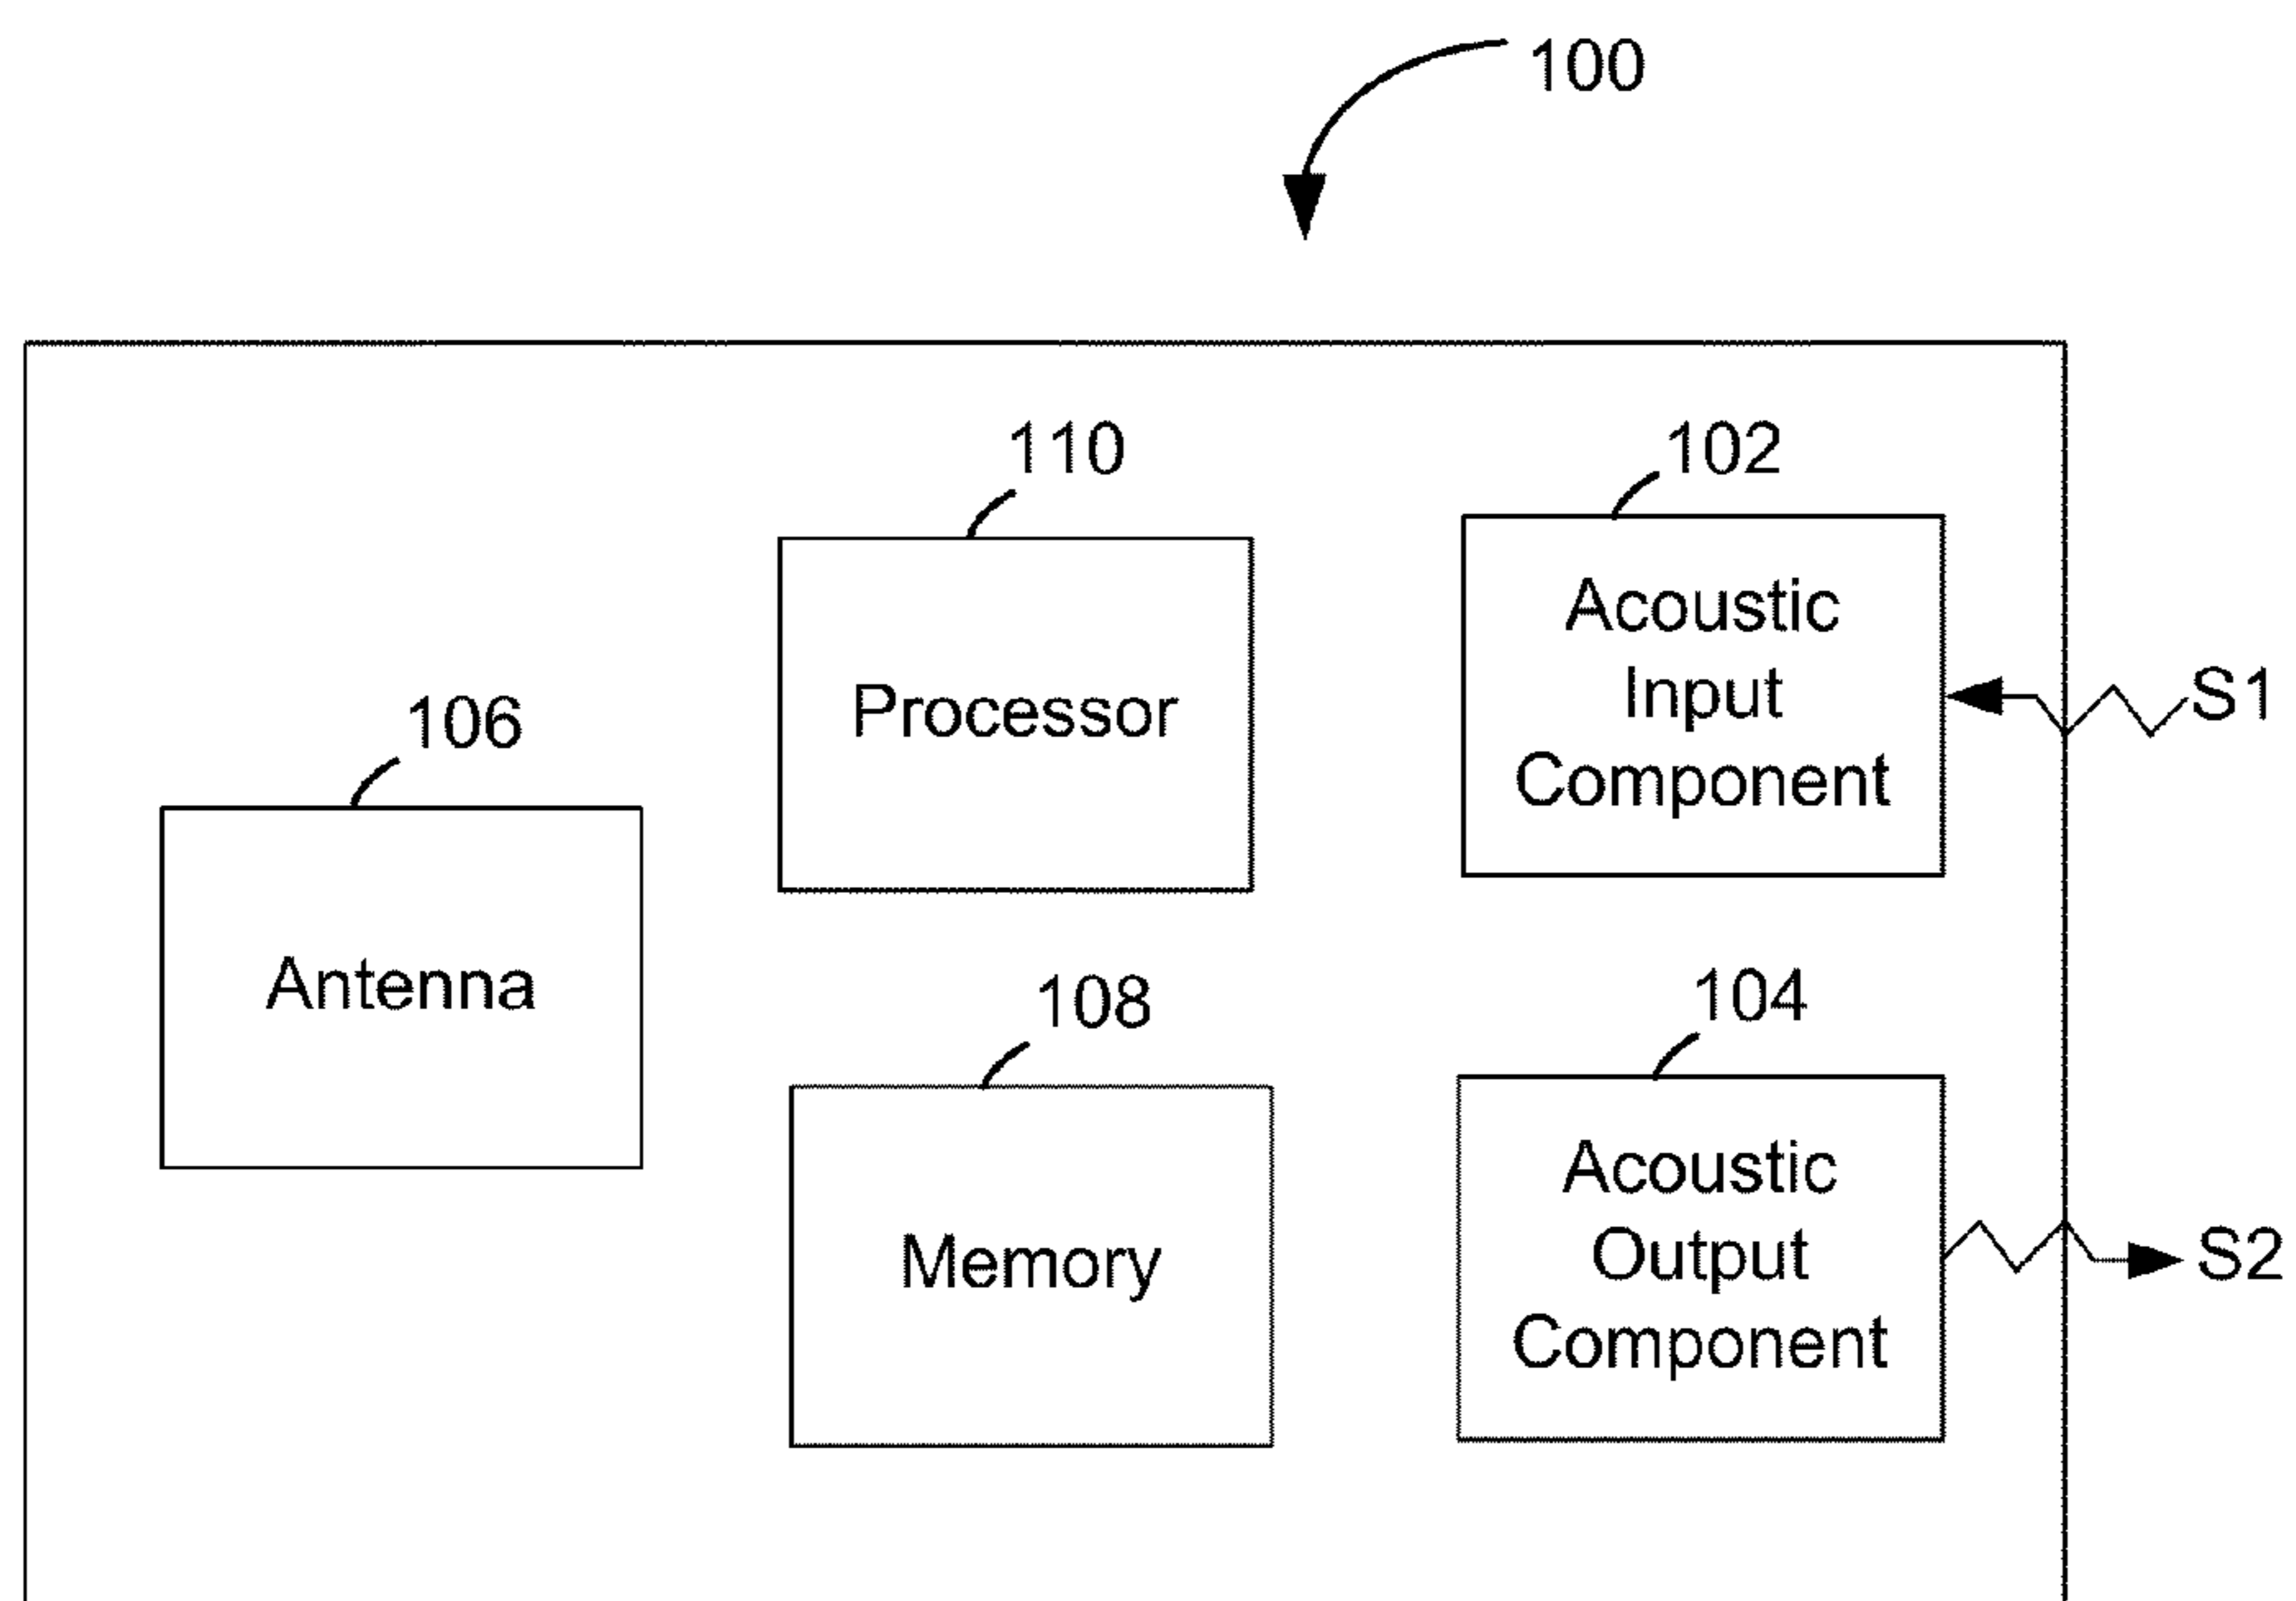 100
110
102
Acoustic
Input
Component
S1
Processor
106
Antenna
108
104
Memory
Acoustic
Output
Component
S2